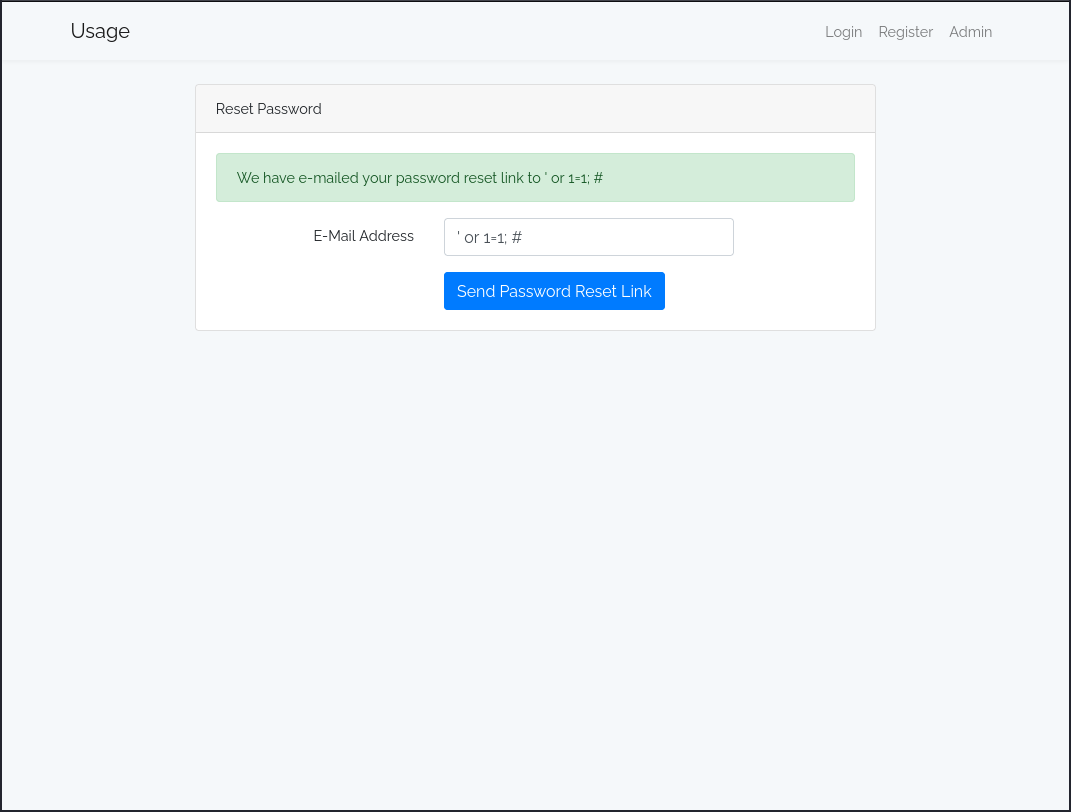 Usage
Login Register Admin
Reset Password
We have e-mailed your password reset link to ' or 1=1; #
E-Mail Address
' or 1=1; #
Send Password Reset Link